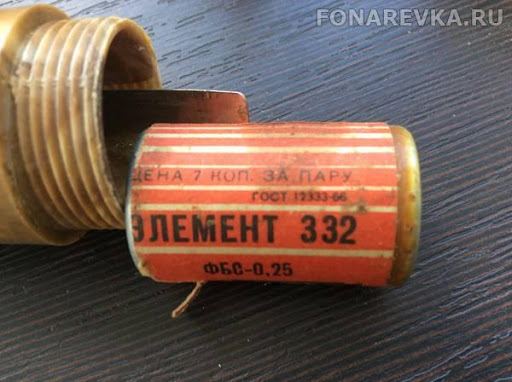 FONAREVKA.RU
ЦЕНА 7 КОП. ЗА ПАРУ
ГОСТ 12333-66
ЭЛЕМЕНТ 332
ФБС-0,25